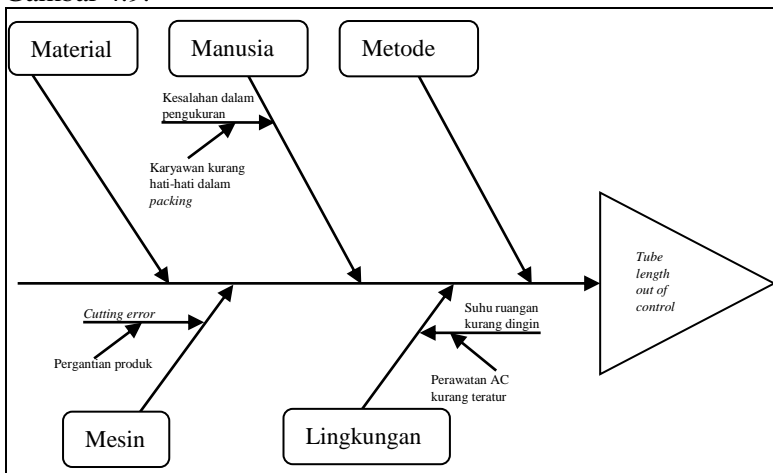 Gambar 4.9.
Material
Manusia
Metode
Kesalahan dalam
pengukuran
Karyawan kurang
hati-hati dalam
packing
Tube
length
out of
control
Cutting error
Pergantian produk
Suhu ruangan
kurang dingin
Perawatan AC
kurang teratur
Mesin
Lingkungan